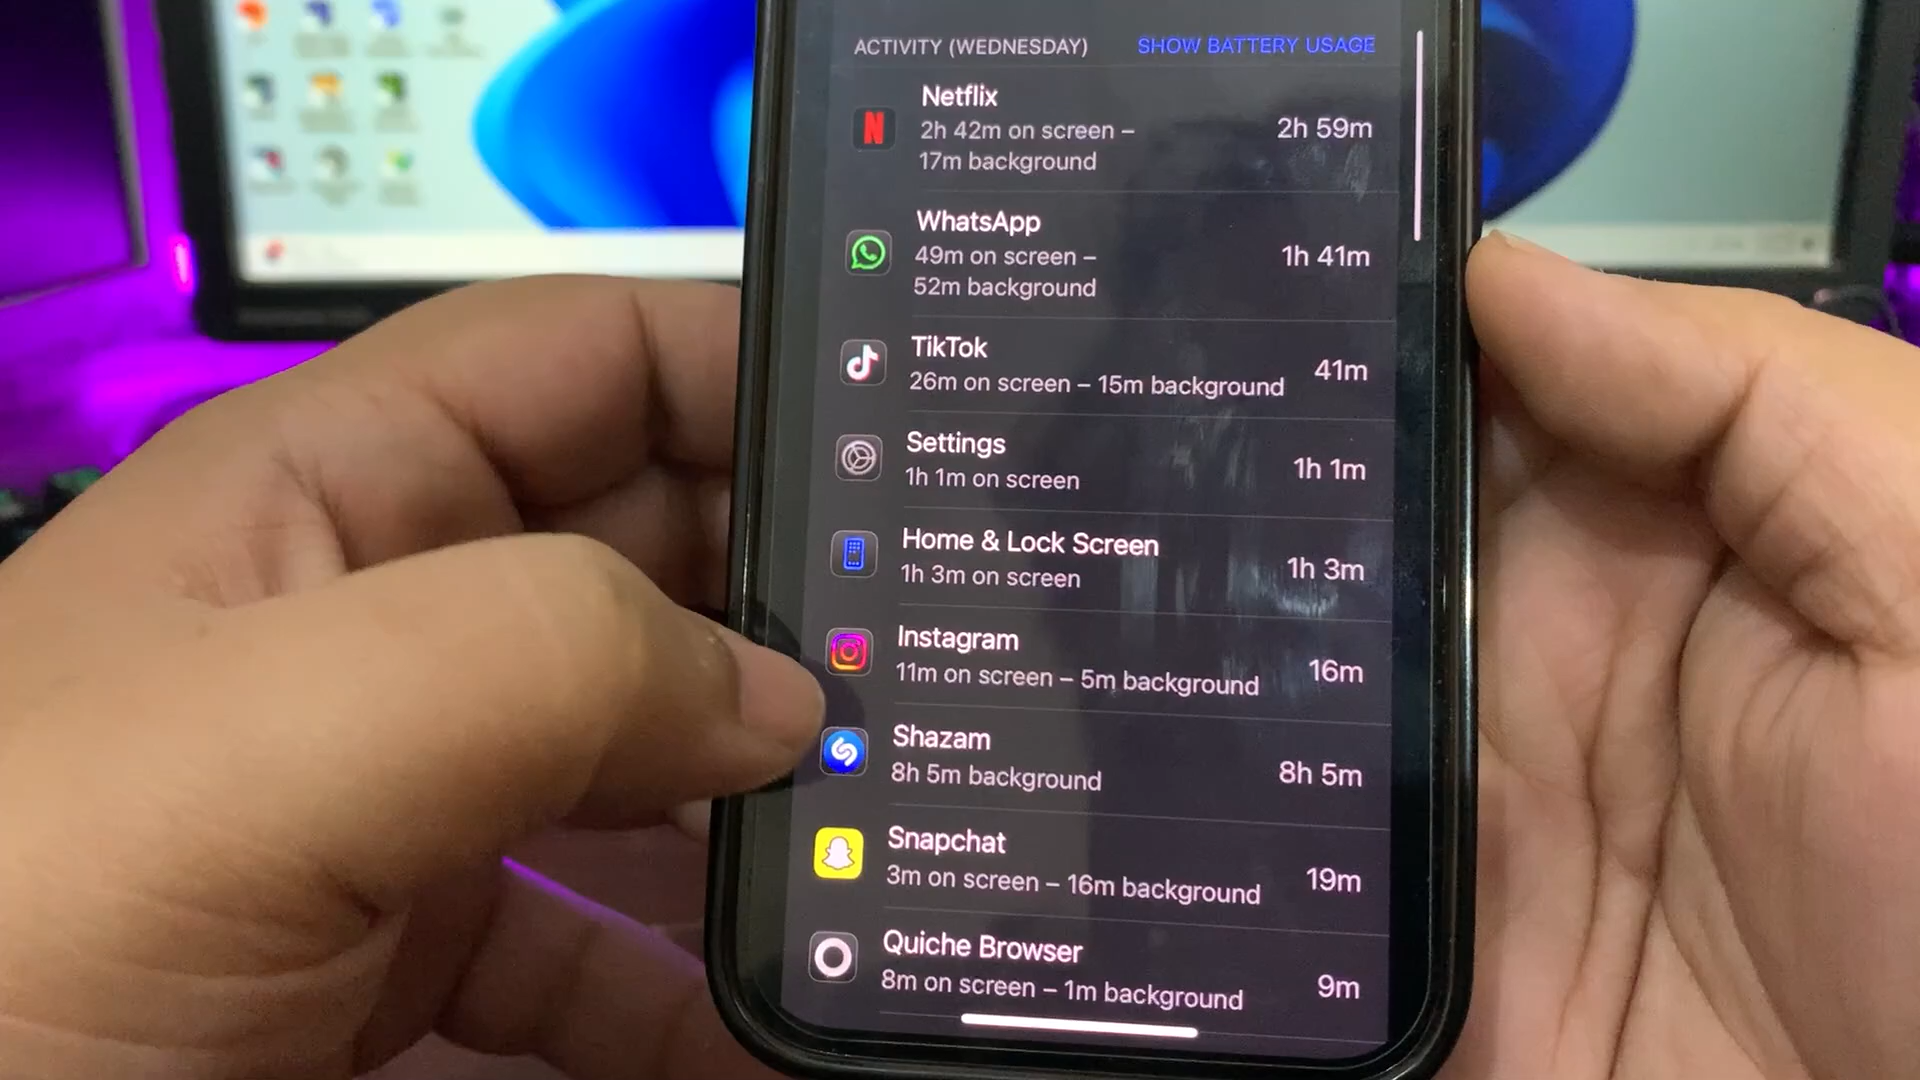 ACTIVITY (WEDNESDAY) SHOW BATTERY USAGE
Netflix
2h 42m on screen –
17m background
2h 59m
WhatsApp
49m on screen –
52m background
1h 41m
TikTok
26m on screen – 15m background
41m
Settings
1h 1m on screen
1h 1m
Home & Lock Screen
1h 3m on screen
1h 3m
Instagram
11m on screen – 5m background
16m
Shazam
8h 5m background
8h 5m
Snapchat
3m on screen – 16m background
19m
Quiche Browser
8m on screen – 1m background
9m